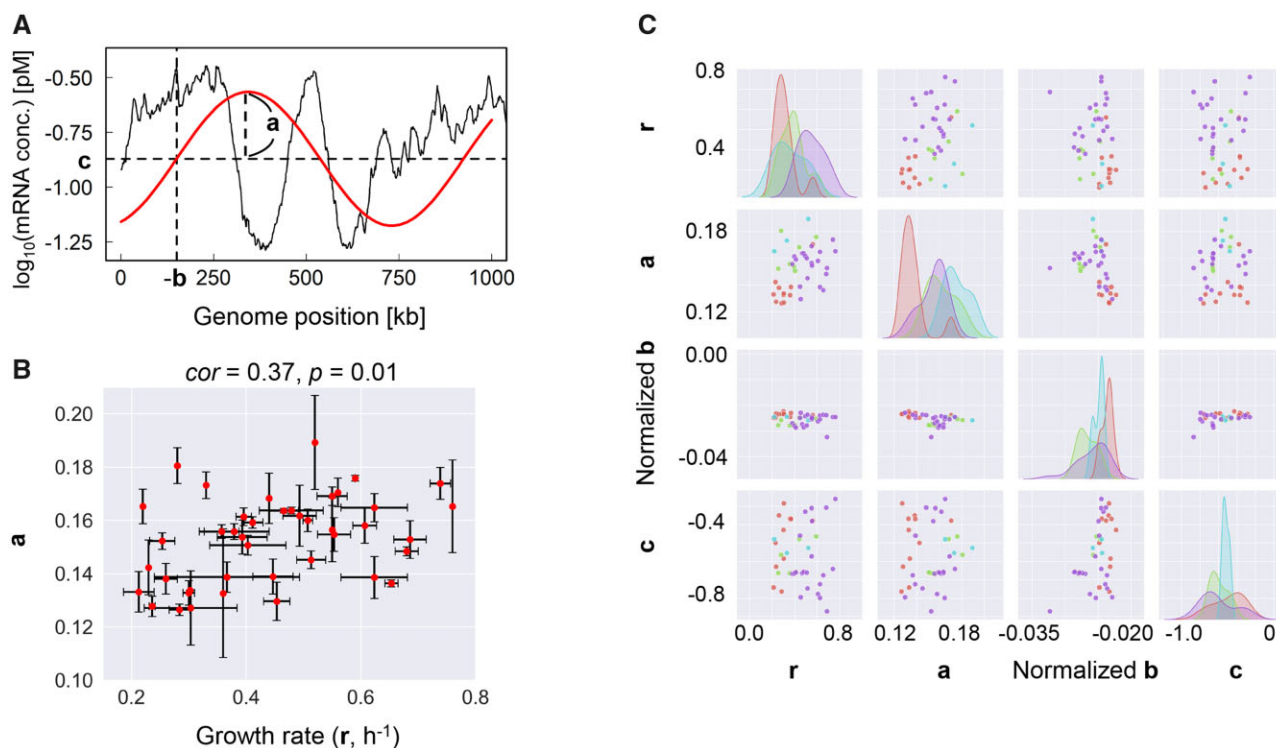 A
log₁₀(mRNA conc.) [pM]
-0.50
-0.75
c
-1.00
-1.25
a
0
-b
250
500
750
1000
Genome position [kb]
B
cor = 0.37, p = 0.01
a
0.20
0.18
0.16
0.14
0.12
0.10
0.2
0.4
0.6
0.8
Growth rate (r, h⁻¹)
C
r
0.8
0.4
a
0.18
0.12
Normalized b
0.00
-0.04
c
-0.4
-0.8
0.0 0.8
0.12 0.18
-0.035 -0.020
-1.0 0
r
a
Normalized b
c